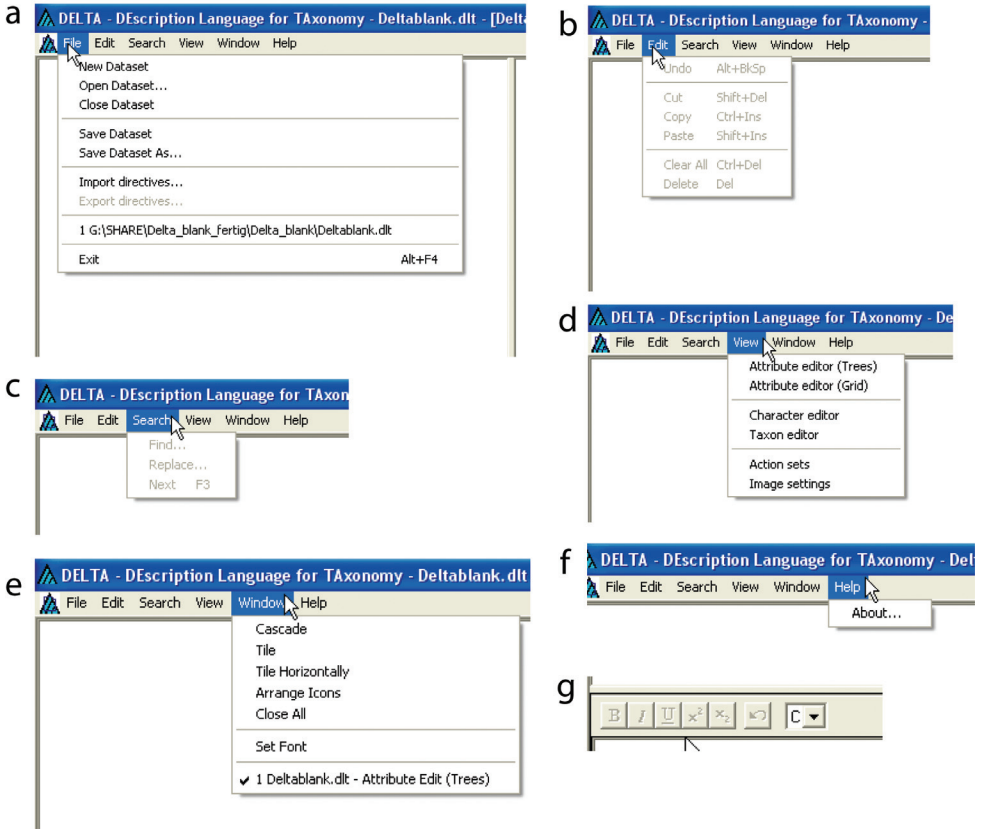 a
DELTA - DEscription Language for TAxonomy - Deltablank.dlt - [Delta
File Edit Search View Window Help
New Dataset
Open Dataset...
Close Dataset
Save Dataset
Save Dataset As...
Import directives...
Export directives...
1 G:\SHARE\Delta_blank_fertig\Delta_blank\Deltablank.dlt
Exit Alt+F4
b
DELTA - DEscription Language for TAxonomy -
File Edit Search View Window Help
Undo Alt+BkSp
Cut Shift+Del
Copy Ctrl+Ins
Paste Shift+Ins
Clear All Ctrl+Del
Delete Del
c
DELTA - DEscription Language for TAxon
File Edit Search View Window Help
Find...
Replace...
Next F3
d
DELTA - DEscription Language for TAxonomy - De
File Edit Search View Window Help
Attribute editor (Trees)
Attribute editor (Grid)
Character editor
Taxon editor
Action sets
Image settings
e
DELTA - DEscription Language for TAxonomy - Deltablank.dlt
File Edit Search View Window Help
Cascade
Tile
Tile Horizontally
Arrange Icons
Close All
Set Font
1 Deltablank.dlt - Attribute Edit (Trees)
f
DELTA - DEscription Language for TAxonomy - Del
File Edit Search View Window Help
About...
g
B I U x² x₂ C